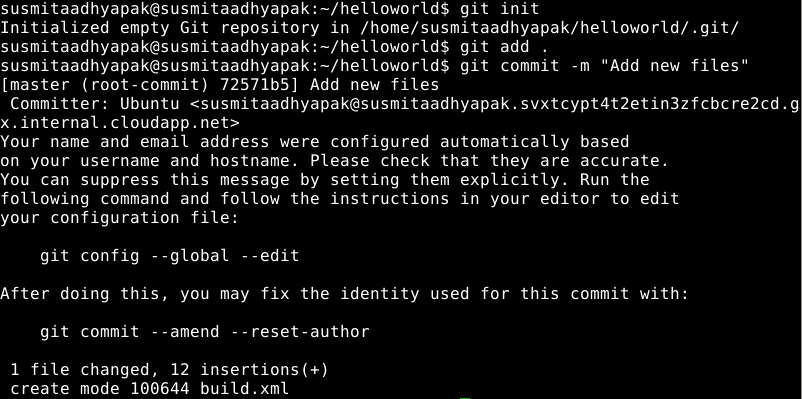 susmitaadhyapak@susmitaadhyapak:~/helloworld$ git init
Initialized empty Git repository in /home/susmitaadhyapak/helloworld/.git/
susmitaadhyapak@susmitaadhyapak:~/helloworld$ git add .
susmitaadhyapak@susmitaadhyapak:~/helloworld$ git commit -m "Add new files"
[master (root-commit) 72571b5] Add new files
 Committer: Ubuntu <susmitaadhyapak@susmitaadhyapak.svxtcypt4t2etin3zfcbcre2cd.g
x.internal.cloudapp.net>
Your name and email address were configured automatically based
on your username and hostname. Please check that they are accurate.
You can suppress this message by setting them explicitly. Run the
following command and follow the instructions in your editor to edit
your configuration file:

    git config --global --edit

After doing this, you may fix the identity used for this commit with:

    git commit --amend --reset-author

 1 file changed, 12 insertions(+)
 create mode 100644 build.xml